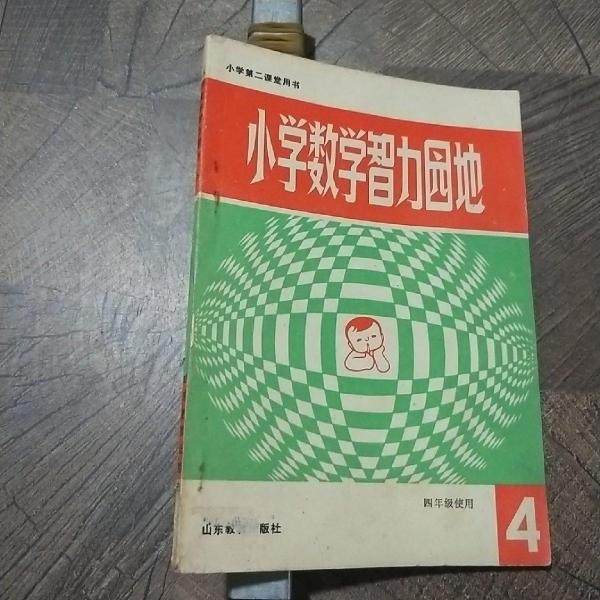 小学第二课堂用书
小学数学智力园地
四年级使用
山东教 版社
4